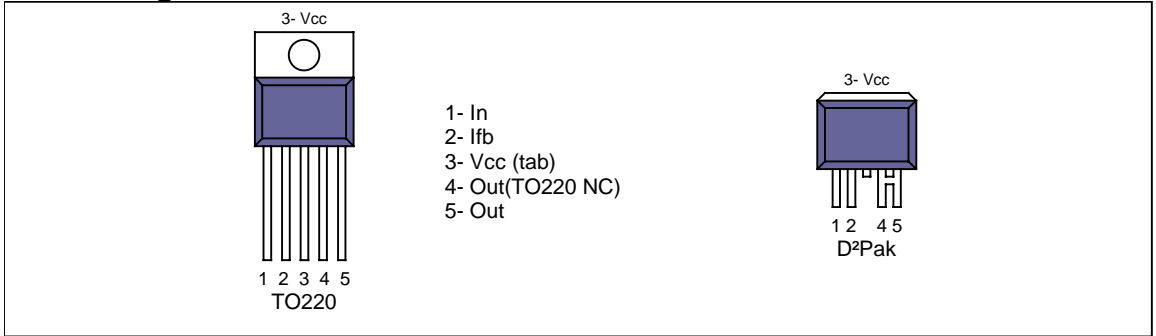 3- Vcc
1 2 3 4 5
TO220
1- In
2- Ifb
3- Vcc (tab)
4- Out(TO220 NC)
5- Out
3- Vcc
1 2 4 5
D²Pak